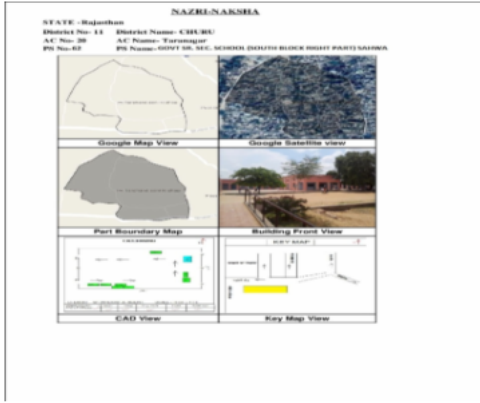 NAZRI-NAKSHA
STATE -Rajasthan
District No- 11 District Name- CHURU
AC No- 20 AC Name- Taranagar
PS No-62 PS Name- GOVT SR. SEC. SCHOOL (SOUTH BLOCK RIGHT PART) SAHWA
Google Map View Google Satellite view
Part Boundary Map Building Front View
KEY MAP
CAD View Key Map View